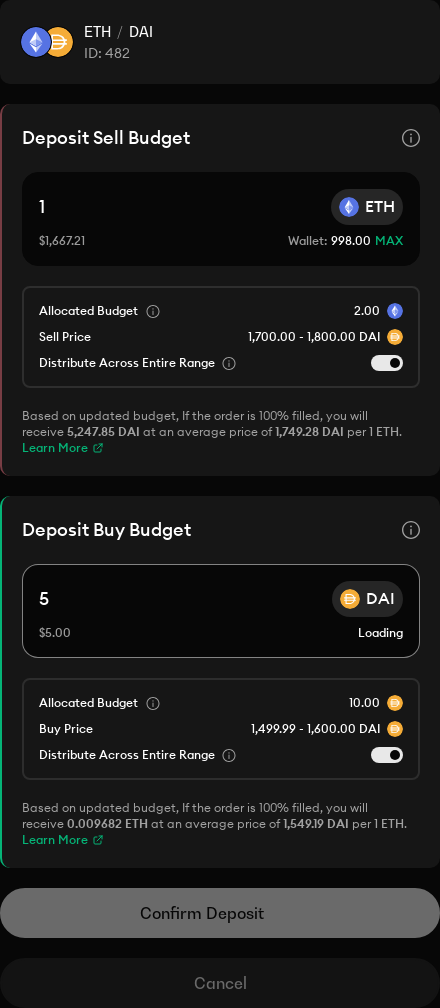 ETH / DAI
ID: 482
Deposit Sell Budget
1
ETH
$1,667.21
Wallet: 998.00 MAX
Allocated Budget
2.00
Sell Price
1,700.00 - 1,800.00 DAI
Distribute Across Entire Range
Based on updated budget, If the order is 100% filled, you will
receive 5,247.85 DAI at an average price of 1,749.28 DAI per 1 ETH.
Learn More
Deposit Buy Budget
5
DAI
$5.00
Loading
Allocated Budget
10.00
Buy Price
1,499.99 - 1,600.00 DAI
Distribute Across Entire Range
Based on updated budget, If the order is 100% filled, you will
receive 0.009682 ETH at an average price of 1,549.19 DAI per 1 ETH.
Learn More
Confirm Deposit
Cancel